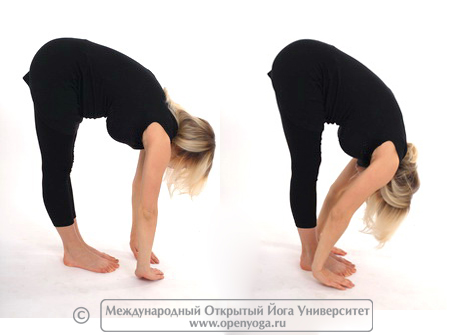 © Международный Открытый Йога Университет
www.openyoga.ru